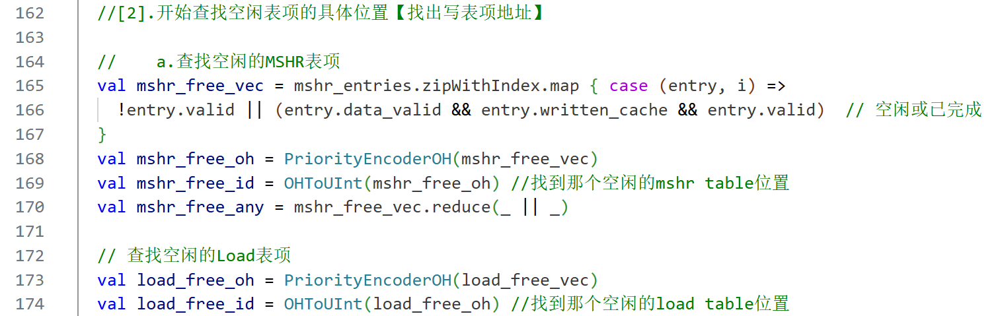 162 //[2].开始查找空闲表项的具体位置【找出写表项地址】
163
164 //    a.查找空闲的MSHR表项
165 val mshr_free_vec = mshr_entries.zipWithIndex.map { case (entry, i) =>
166   !entry.valid || (entry.data_valid && entry.written_cache && entry.valid)  // 空闲或已完成
167 }
168 val mshr_free_oh = PriorityEncoderOH(mshr_free_vec)
169 val mshr_free_id = OHToUInt(mshr_free_oh) //找到那个空闲的mshr table位置
170 val mshr_free_any = mshr_free_vec.reduce(_ || _)
171
172 // 查找空闲的Load表项
173 val load_free_oh = PriorityEncoderOH(load_free_vec)
174 val load_free_id = OHToUInt(load_free_oh) //找到那个空闲的load table位置